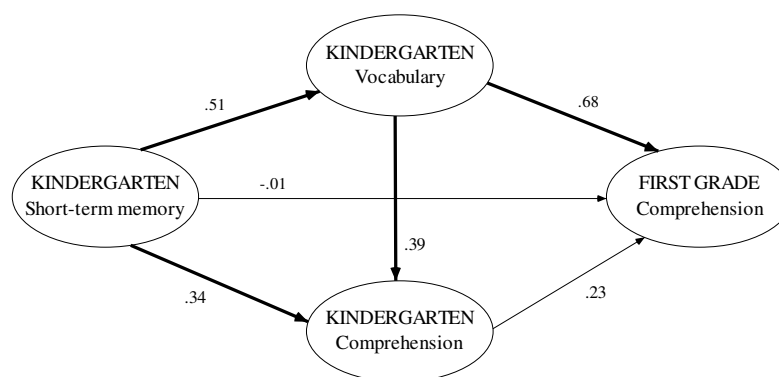 KINDERGARTEN
Vocabulary
.51
.68
KINDERGARTEN
Short-term memory
-.01
FIRST GRADE
Comprehension
.39
.34
.23
KINDERGARTEN
Comprehension